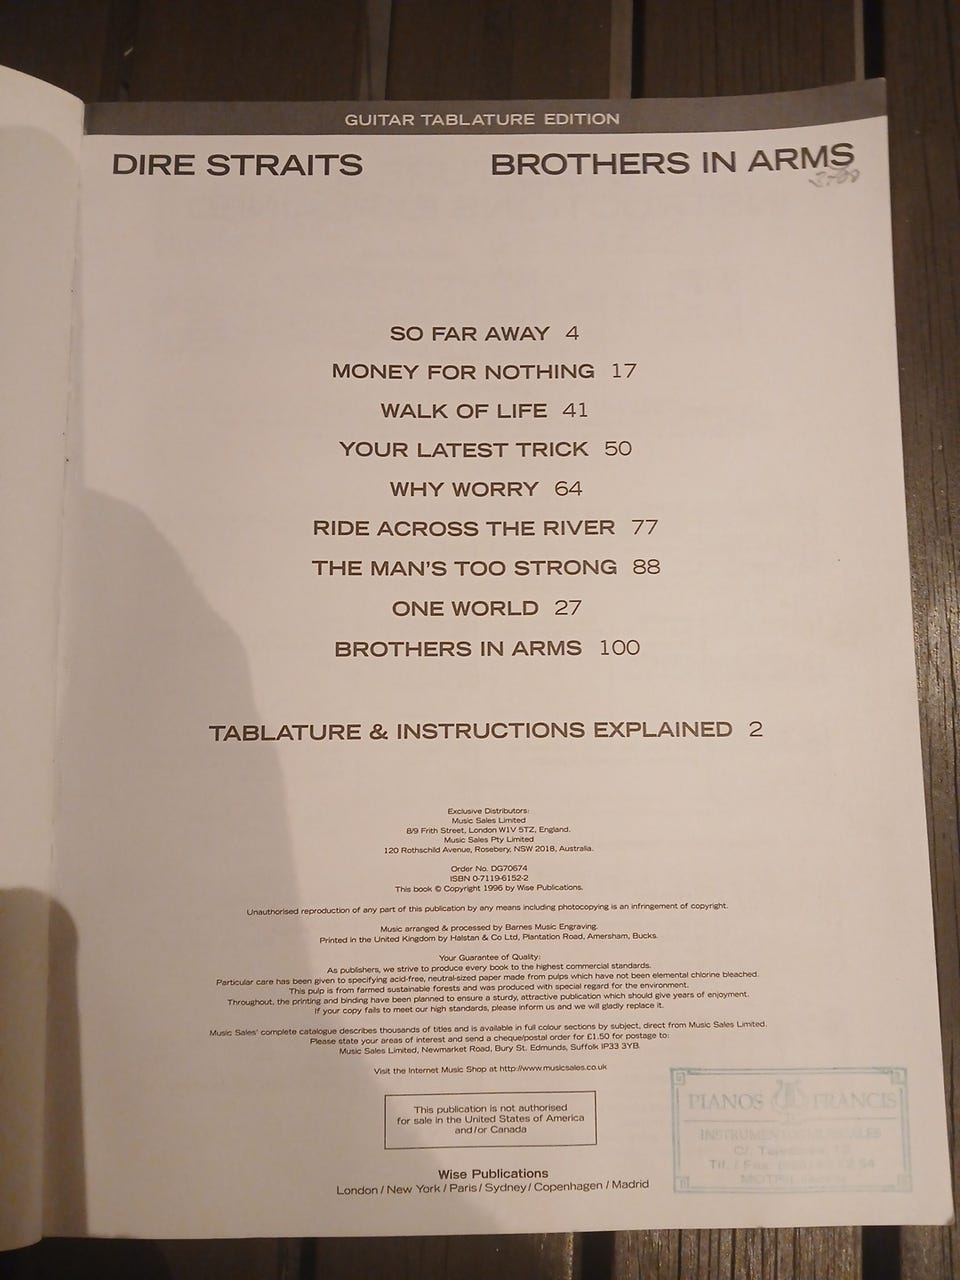 GUITAR TABLATURE EDITION
DIRE STRAITS BROTHERS IN ARMS
SO FAR AWAY 4
MONEY FOR NOTHING 17
WALK OF LIFE 41
YOUR LATEST TRICK 50
WHY WORRY 64
RIDE ACROSS THE RIVER 77
THE MAN'S TOO STRONG 88
ONE WORLD 27
BROTHERS IN ARMS 100
TABLATURE & INSTRUCTIONS EXPLAINED 2
Exclusive Distributors:
Music Sales Limited
8/9 Frith Street, London W1V 5TZ, England.
Music Sales Pty Limited
120 Rothschild Avenue, Rosebery, NSW 2018, Australia.
Order No. DG70674
ISBN 0-7119-6152-2
This book © Copyright 1996 by Wise Publications.
Unauthorised reproduction of any part of this publication by any means including photocopying is an infringement of copyright.
Music arranged & processed by Barnes Music Engraving.
Printed in the United Kingdom by Halstan & Co Ltd, Plantation Road, Amersham, Bucks.
Your Guarantee of Quality:
As publishers, we strive to produce every book to the highest commercial standards.
Particular care has been given to specifying acid-free, neutral-sized paper made from pulps which have not been elemental chlorine bleached.
This pulp is from farmed sustainable forests and was produced with special regard for the environment.
Throughout, the printing and binding have been planned to ensure a sturdy, attractive publication which should give years of enjoyment.
If your copy fails to meet our high standards, please inform us and we will gladly replace it.
Music Sales' complete catalogue describes thousands of titles and is available in full colour sections by subject, direct from Music Sales Limited.
Please state your areas of interest and send a cheque/postal order for £1.50 for postage to:
Music Sales Limited, Newmarket Road, Bury St. Edmunds, Suffolk IP33 3YB.
Visit the Internet Music Shop at http://www.musicsales.co.uk
This publication is not authorised
for sale in the United States of America
and/or Canada
Wise Publications
London / New York / Paris / Sydney / Copenhagen / Madrid
PIANOS FRANCIS
INSTRUMENTOS MUSICALES
C/.
Tlf. / Fax:
MOTRIL